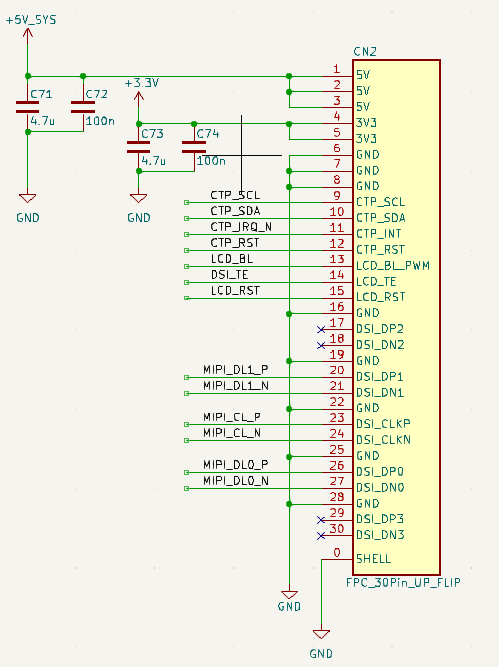 +5V_SYS
CN2
C71
4.7u
C72
100n
+3.3V
C73
4.7u
C74
100n
GND
GND
1 5V
2 5V
3 5V
4 3V3
5 3V3
6 GND
7 GND
8 GND
CTP_SCL 9 CTP_SCL
CTP_SDA 10 CTP_SDA
CTP_IRQ_N 11 CTP_INT
CTP_RST 12 CTP_RST
LCD_BL 13 LCD_BL_PWM
DSI_TE 14 LCD_TE
LCD_RST 15 LCD_RST
16 GND
17 DSI_DP2
18 DSI_DN2
19 GND
MIPI_DL1_P 20 DSI_DP1
MIPI_DL1_N 21 DSI_DN1
22 GND
MIPI_CL_P 23 DSI_CLKP
MIPI_CL_N 24 DSI_CLKN
25 GND
MIPI_DL0_P 26 DSI_DP0
MIPI_DL0_N 27 DSI_DN0
28 GND
29 DSI_DP3
30 DSI_DN3
0 SHELL
FPC_30Pin_UP_FLIP
GND
GND